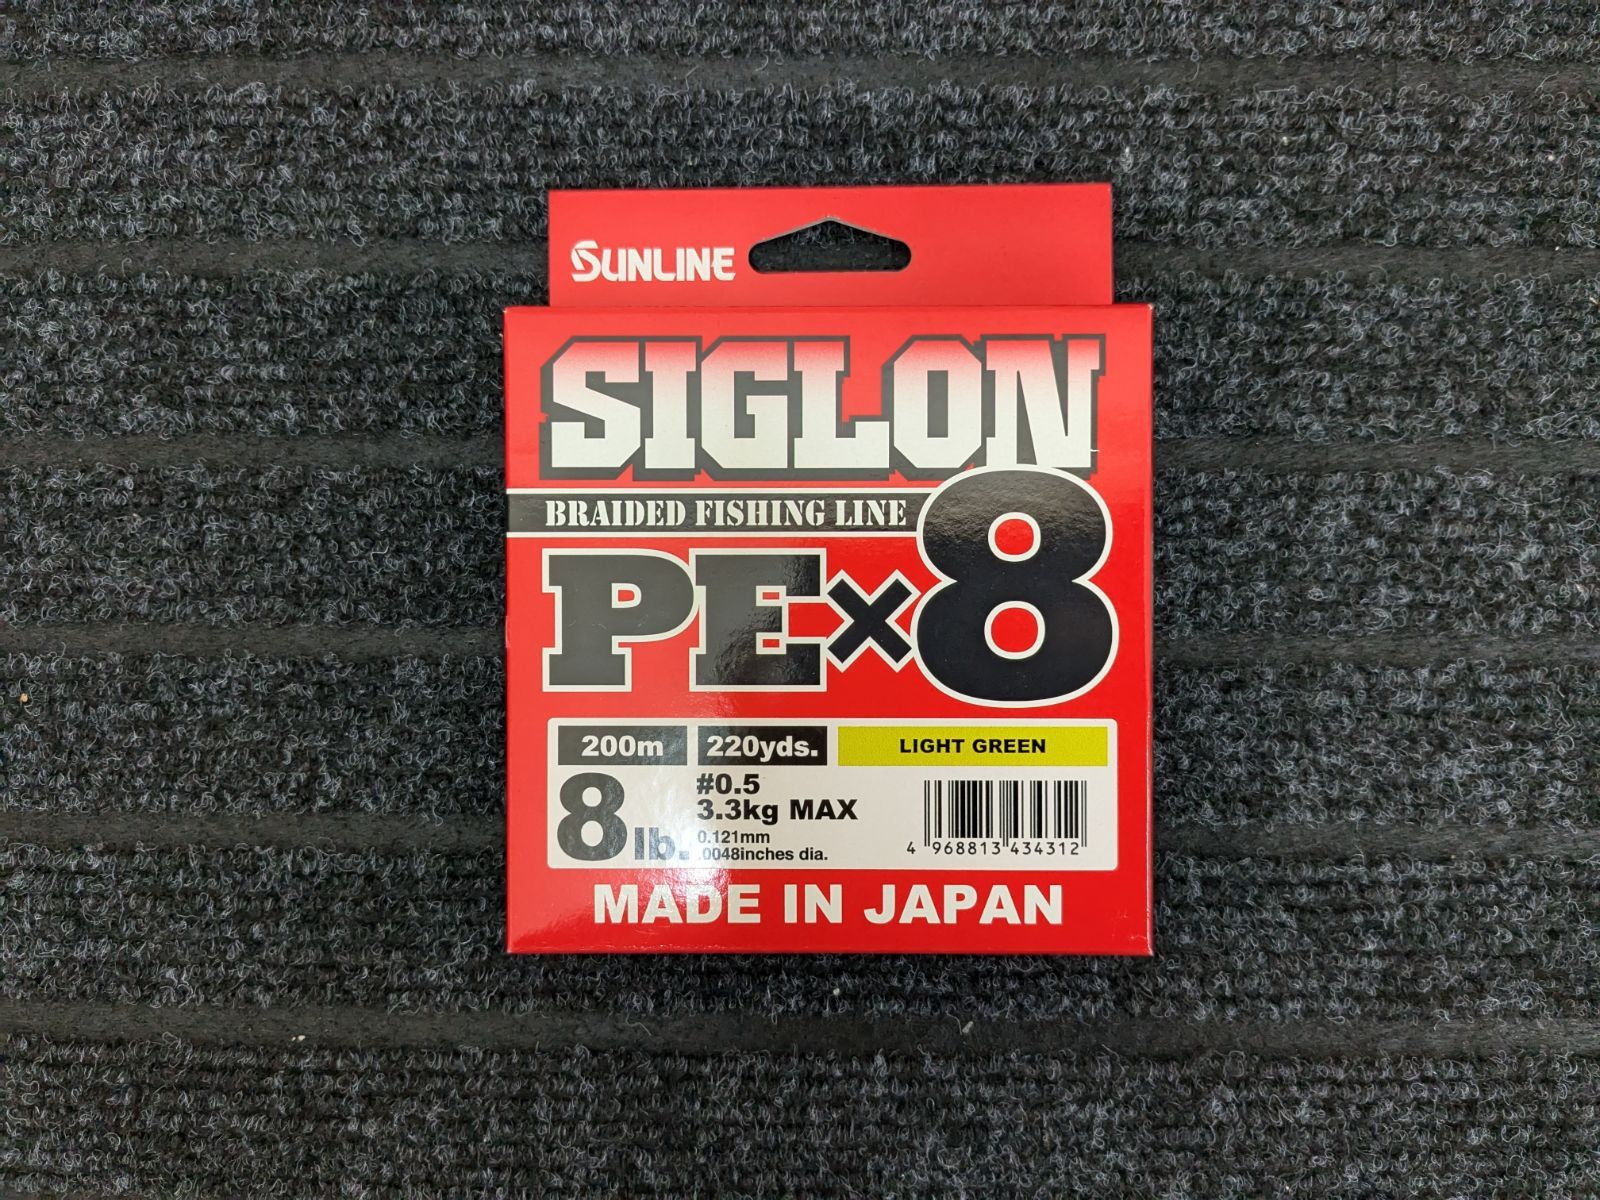 SUNLINE
SIGLON
BRAIDED FISHING LINE
PE×8
200m 220yds. LIGHT GREEN
8lb.
#0.5
3.3kg MAX
0.121mm
.0048inches dia.
4 968813 434312
MADE IN JAPAN